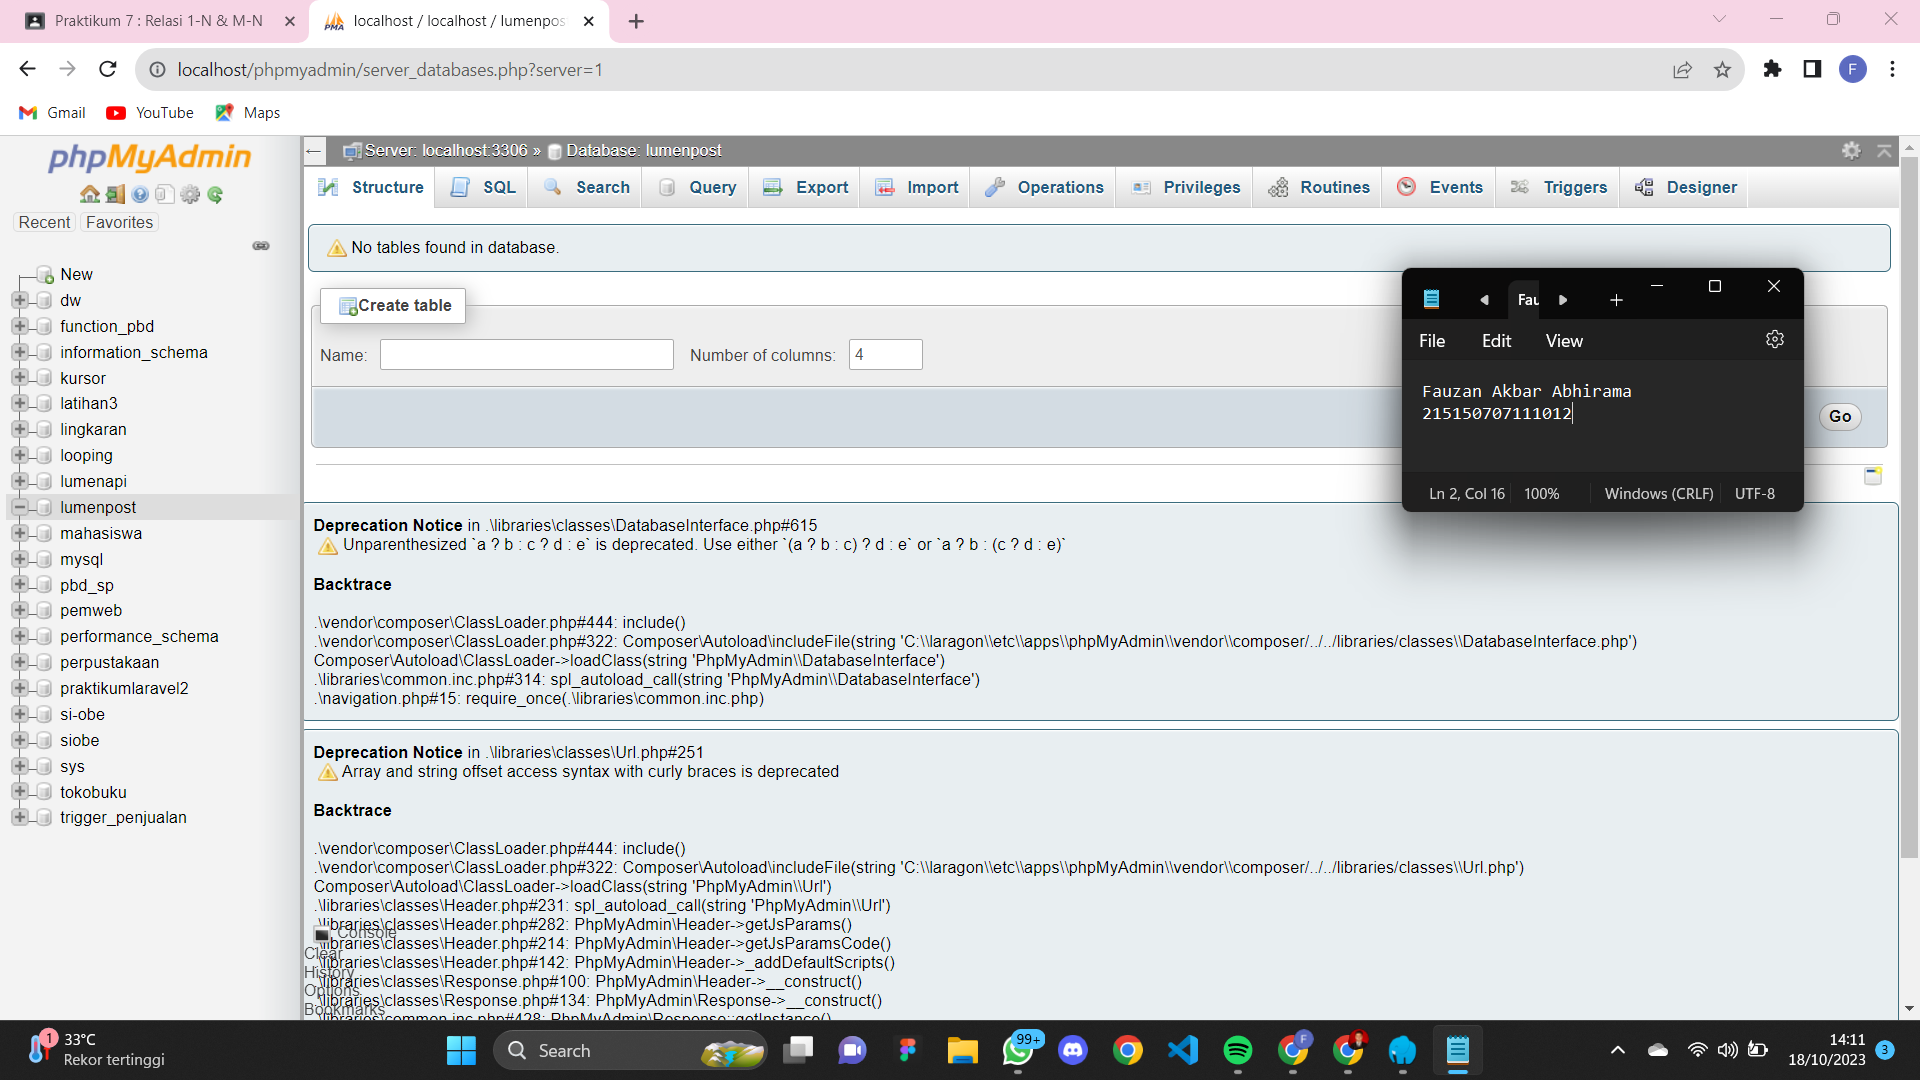 Praktikum 7 : Relasi 1-N & M-N
localhost / localhost / lumenpos
localhost/phpmyadmin/server_databases.php?server=1
F
Gmail
YouTube
Maps
phpMyAdmin
Recent
Favorites
New
dw
function_pbd
information_schema
kursor
latihan3
lingkaran
looping
lumenapi
lumenpost
mahasiswa
mysql
pbd_sp
pemweb
performance_schema
perpustakaan
praktikumlaravel2
si-obe
siobe
sys
tokobuku
trigger_penjualan
Server: localhost:3306 » Database: lumenpost
Structure
SQL
Search
Query
Export
Import
Operations
Privileges
Routines
Events
Triggers
Designer
No tables found in database.
Create table
Name:
Number of columns: 4
Go
Fau
File Edit View
Fauzan Akbar Abhirama
215150707111012
Ln 2, Col 16 100% Windows (CRLF) UTF-8
Deprecation Notice in .\libraries\classes\DatabaseInterface.php#615
Unparenthesized `a ? b : c ? d : e` is deprecated. Use either `(a ? b : c) ? d : e` or `a ? b : (c ? d : e)`
Backtrace
.\vendor\composer\ClassLoader.php#444: include()
.\vendor\composer\ClassLoader.php#322: Composer\Autoload\includeFile(string 'C:\\laragon\\etc\\apps\\phpMyAdmin\\vendor\\composer/../../libraries/classes\\DatabaseInterface.php')
Composer\Autoload\ClassLoader->loadClass(string 'PhpMyAdmin\\DatabaseInterface')
.\libraries\common.inc.php#314: spl_autoload_call(string 'PhpMyAdmin\\DatabaseInterface')
.\navigation.php#15: require_once(.\libraries\common.inc.php)
Deprecation Notice in .\libraries\classes\Url.php#251
Array and string offset access syntax with curly braces is deprecated
Backtrace
.\vendor\composer\ClassLoader.php#444: include()
.\vendor\composer\ClassLoader.php#322: Composer\Autoload\includeFile(string 'C:\\laragon\\etc\\apps\\phpMyAdmin\\vendor\\composer/../../libraries/classes\\Url.php')
Composer\Autoload\ClassLoader->loadClass(string 'PhpMyAdmin\\Url')
.\libraries\classes\Header.php#231: spl_autoload_call(string 'PhpMyAdmin\\Url')
.\libraries\classes\Header.php#282: PhpMyAdmin\Header->getJsParams()
.\libraries\classes\Header.php#214: PhpMyAdmin\Header->getJsParamsCode()
.\libraries\classes\Header.php#142: PhpMyAdmin\Header->_addDefaultScripts()
.\libraries\classes\Response.php#100: PhpMyAdmin\Header->__construct()
.\libraries\classes\Response.php#134: PhpMyAdmin\Response->__construct()
.\libraries\common.inc.php#428: PhpMyAdmin\Response::getInstance()
Console
Clear
History
Options
Bookmarks
1
33°C
Rekor tertinggi
Search
99+
F
14:11
18/10/2023
3